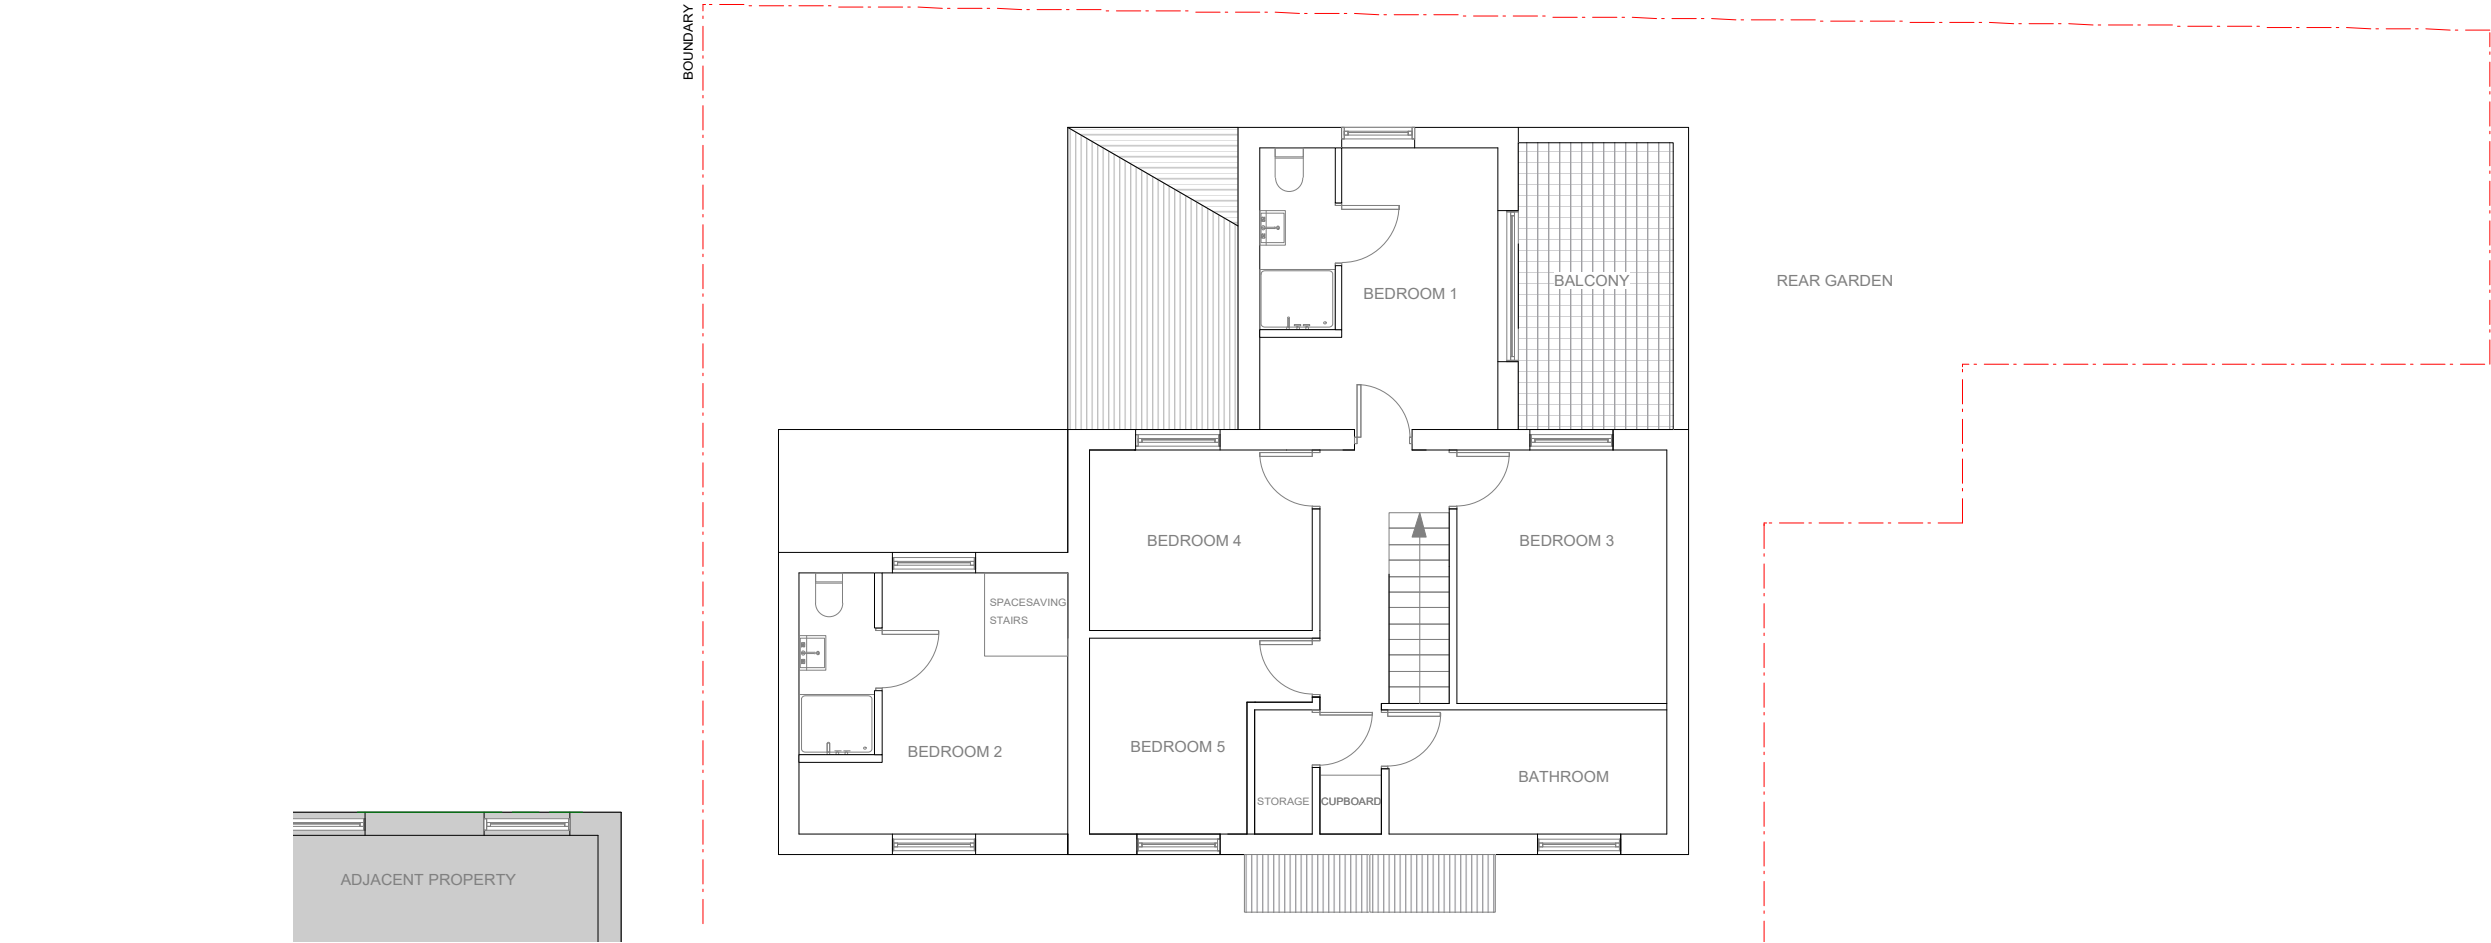 BOUNDARY
BEDROOM 1
BALCONY
REAR GARDEN
BEDROOM 4
BEDROOM 3
SPACESAVING
STAIRS
BEDROOM 2
BEDROOM 5
BATHROOM
STORAGE
CUPBOARD
ADJACENT PROPERTY